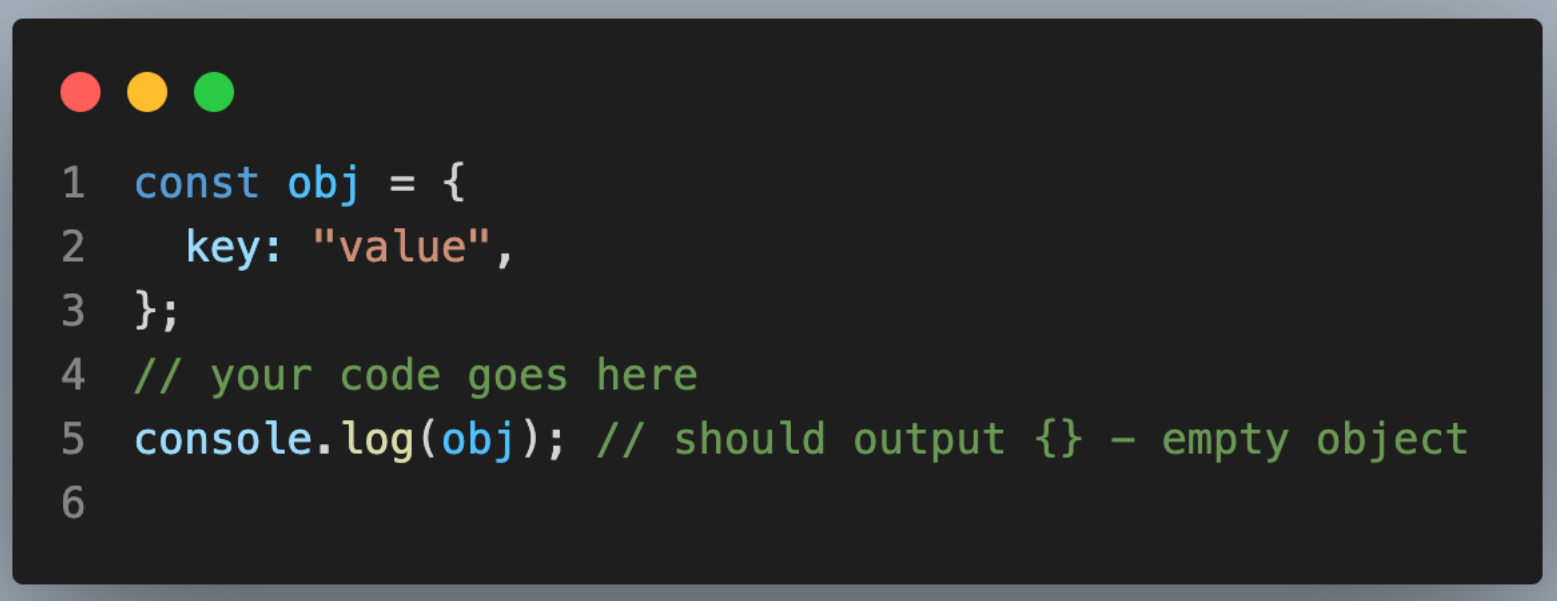 1 const obj = {
2   key: "value",
3 };
4 // your code goes here
5 console.log(obj); // should output {} – empty object
6